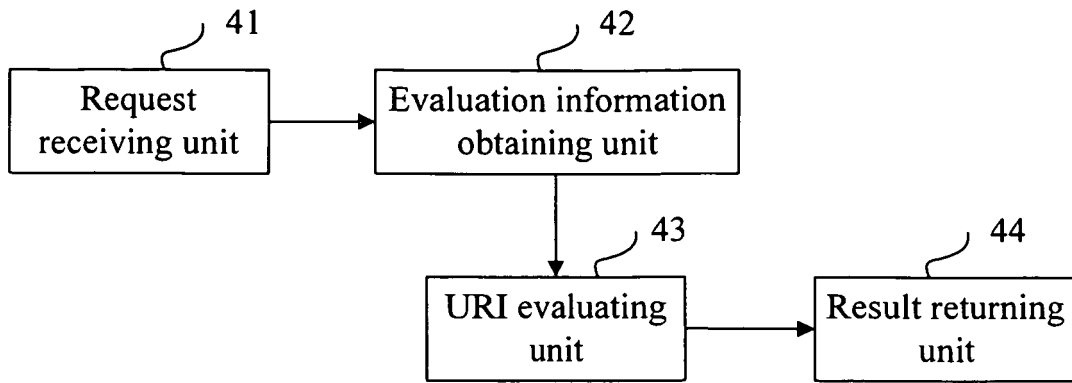 41
42
Request
receiving unit
Evaluation information
obtaining unit
43
44
URI evaluating
unit
Result returning
unit